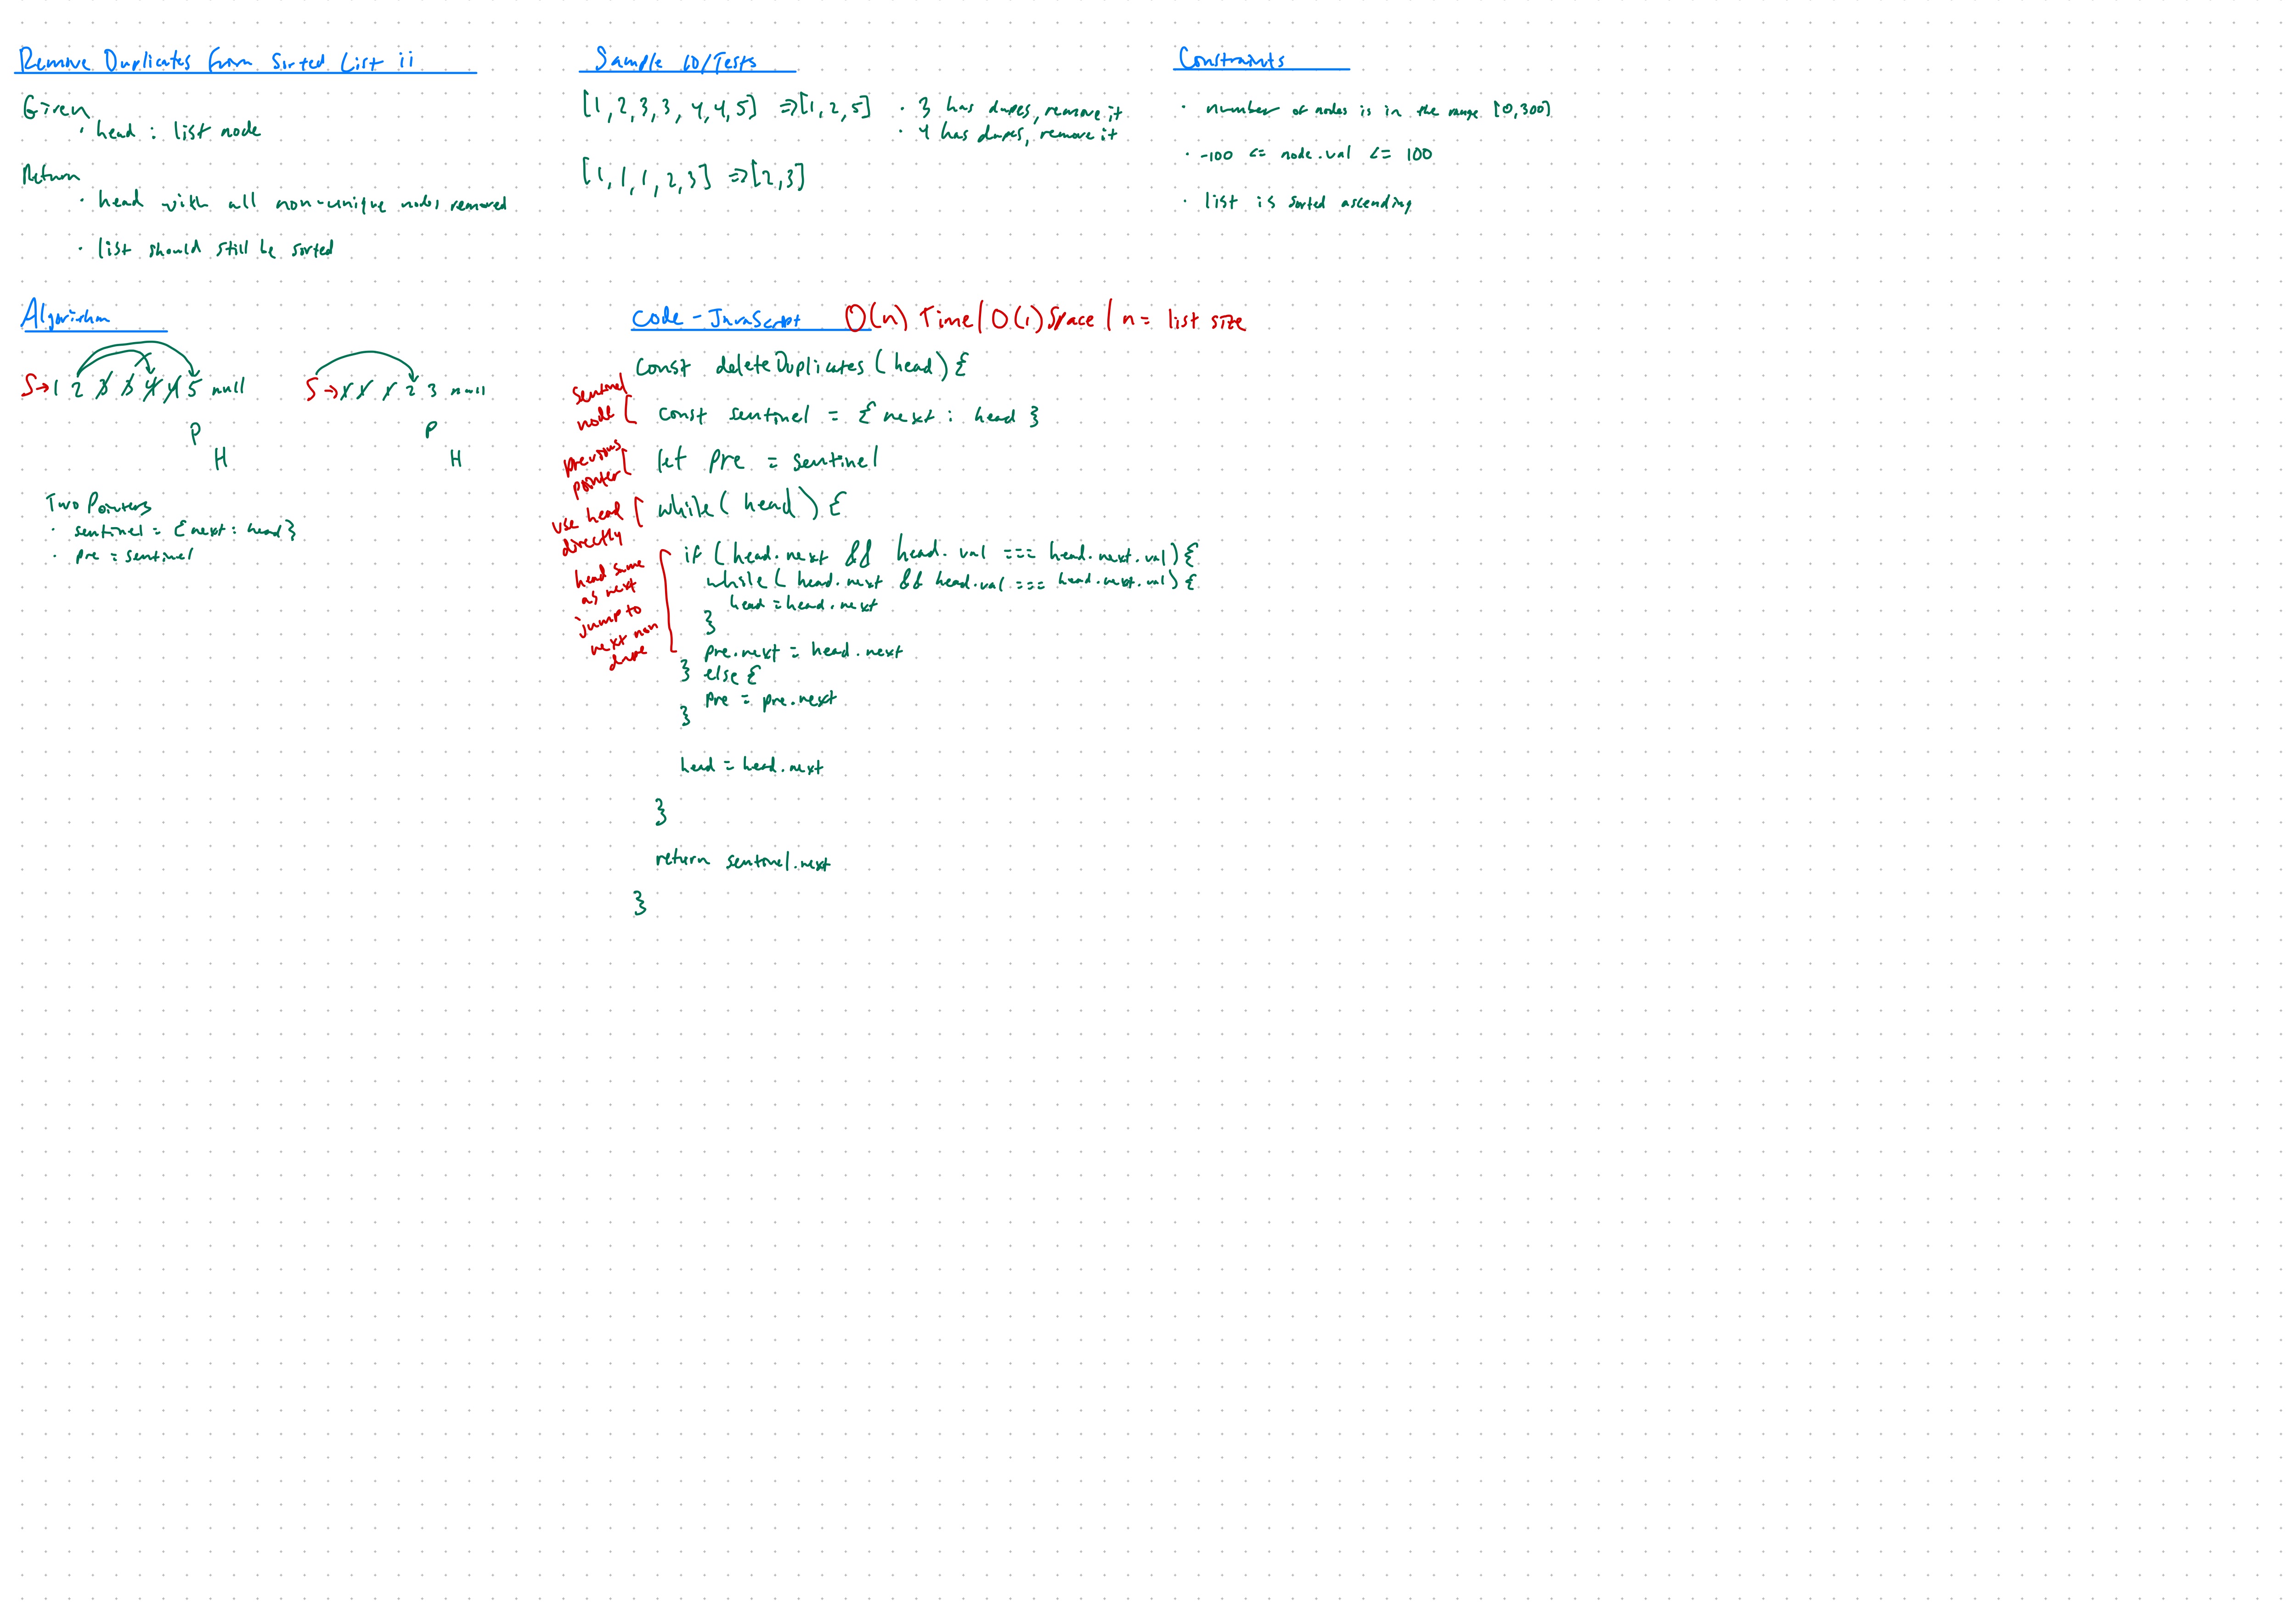 Remove Duplicates from Sorted List ii
Given
· head : list node
Return
· head with all non-unique nodes removed
· list should still be sorted
Sample IO/Tests
[1, 2, 3, 3, 4, 4, 5] => [1, 2, 5] · 3 has dupes, remove it
· 4 has dupes, remove it
[1, 1, 1, 2, 3] => [2, 3]
Constraints
· number of nodes is in the range [0, 300]
· -100 <= node.val <= 100
· list is sorted ascending
Algorithm
S→ 1 2 3 3 4 4 5 null
P
H
S→ 1 1 1 2 3 null
P
H
Two Pointers
· sentinel = {next : head}
· pre = sentinel
Code - JavaScript O(n) Time / O(1) Space / n = list size
const deleteDuplicates (head) {
sentinel
node
const sentinel = { next : head }
previous
pointer
let pre = sentinel
use head
directly
while( head ) {
head same
as next
jump to
next non
dupe
if ( head.next && head.val === head.next.val) {
while ( head.next && head.val === head.next.val) {
head = head.next
}
pre.next = head.next
} else {
pre = pre.next
}
head = head.next
}
return sentinel.next
}